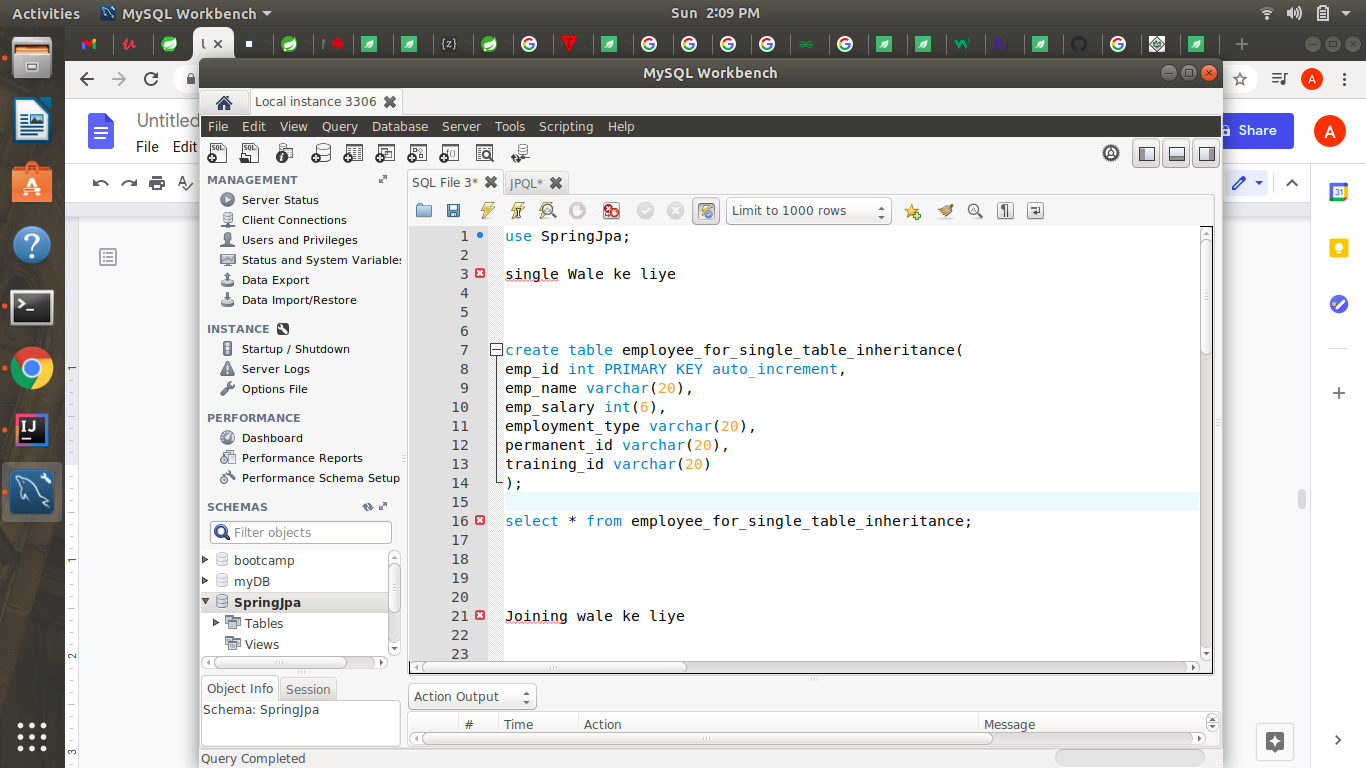 Activities MySQL Workbench Sun 2:09 PM
MySQL Workbench
Local instance 3306
Untitled
File Edit
Share
File Edit View Query Database Server Tools Scripting Help
MANAGEMENT
Server Status
Client Connections
Users and Privileges
Status and System Variables
Data Export
Data Import/Restore
INSTANCE
Startup / Shutdown
Server Logs
Options File
PERFORMANCE
Dashboard
Performance Reports
Performance Schema Setup
SCHEMAS
Filter objects
bootcamp
myDB
SpringJpa
Tables
Views
Object Info Session
Schema: SpringJpa
SQL File 3* JPQL*
Limit to 1000 rows
1 use SpringJpa;
2
3 single Wale ke liye
4
5
6
7 create table employee_for_single_table_inheritance(
8 emp_id int PRIMARY KEY auto_increment,
9 emp_name varchar(20),
10 emp_salary int(6),
11 employment_type varchar(20),
12 permanent_id varchar(20),
13 training_id varchar(20)
14 );
15
16 select * from employee_for_single_table_inheritance;
17
18
19
20
21 Joining wale ke liye
22
23
Action Output
# Time Action Message
Query Completed